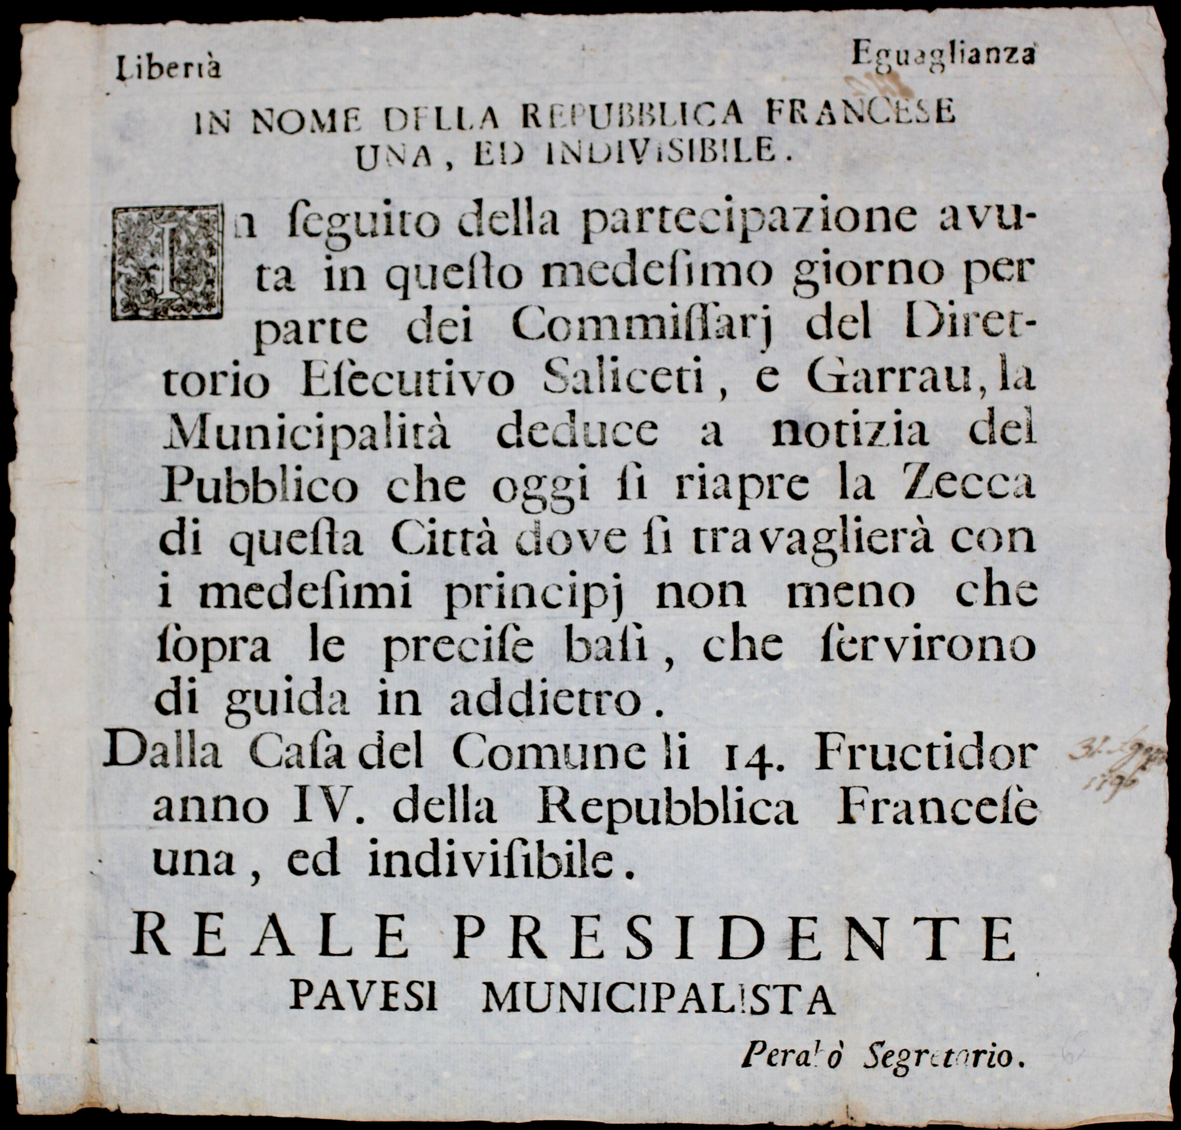 Libertà Eguaglianza
IN NOME DELLA REPUBBLICA FRANCESE
UNA, ED INDIVISIBILE.
In ſeguito della partecipazione avu-
ta in queſto medeſimo giorno per
parte dei Commiſſarj del Diret-
torio Eſecutivo Saliceti, e Garrau, la
Municipalità deduce a notizia del
Pubblico che oggi ſi riapre la Zecca
di queſta Città dove ſi travaglierà con
i medeſimi principj non meno che
ſopra le preciſe baſi, che ſervirono
di guida in addietro.
Dalla Caſa del Comune li 14. Fructidor
anno IV. della Repubblica Franceſe
una, ed indiviſibile.
31. Agosto
1796
REALE PRESIDENTE
PAVESI MUNICIPALISTA
Segretario.